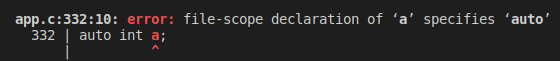 app.c:332:10: error: file-scope declaration of ‘a’ specifies ‘auto’
332 | auto int a;
| ^